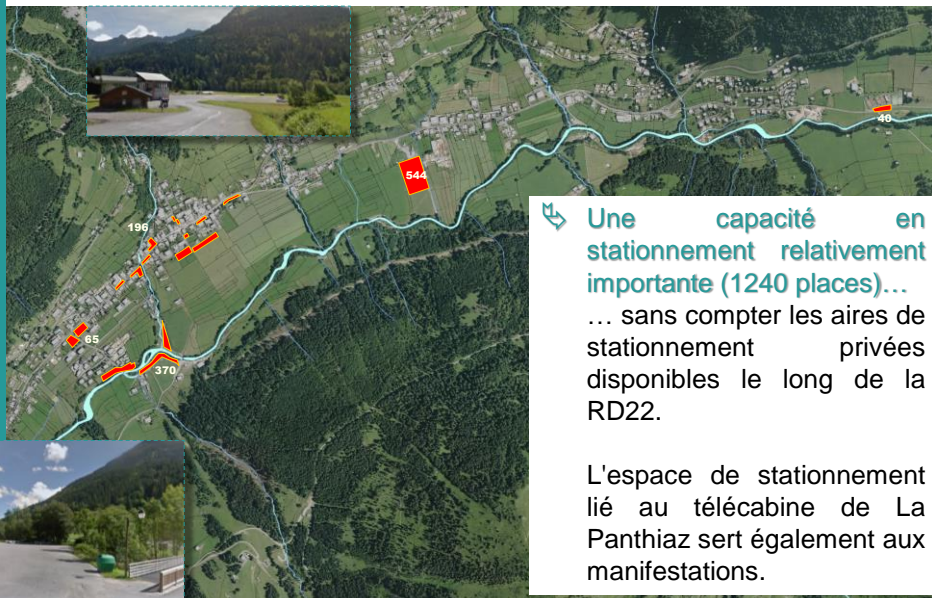 40
544
196
65
370
Une capacité en
stationnement relativement
importante (1240 places)…
… sans compter les aires de
stationnement privées
disponibles le long de la
RD22.
L'espace de stationnement
lié au télécabine de La
Panthiaz sert également aux
manifestations.